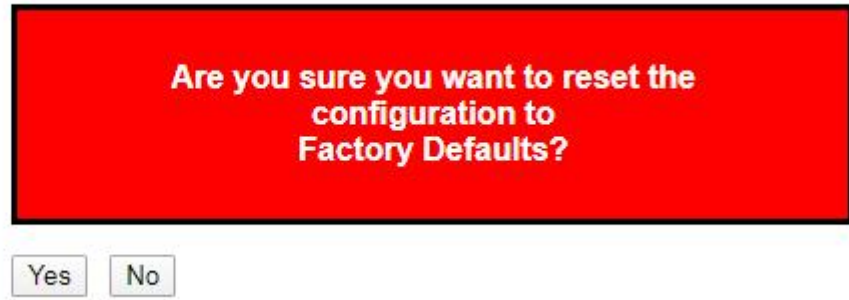 Are you sure you want to reset the
configuration to
Factory Defaults?
Yes No